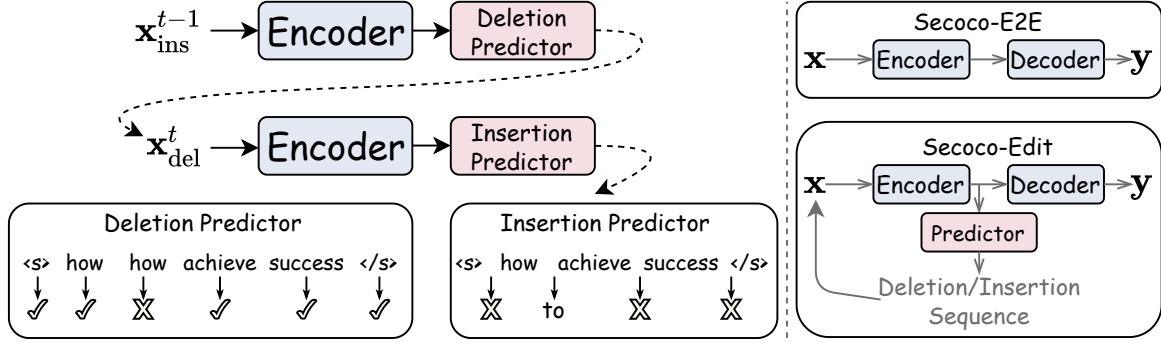 x_ins^{t−1} Encoder Deletion Predictor
x_del^t Encoder Insertion Predictor
Deletion Predictor
<s> how how achieve success </s>
✓ ✓ X ✓ ✓ ✓
Insertion Predictor
<s> how achieve success </s>
X to X X
Secoco-E2E
x Encoder Decoder y
Secoco-Edit
x Encoder Decoder y
Predictor
Deletion/Insertion
Sequence